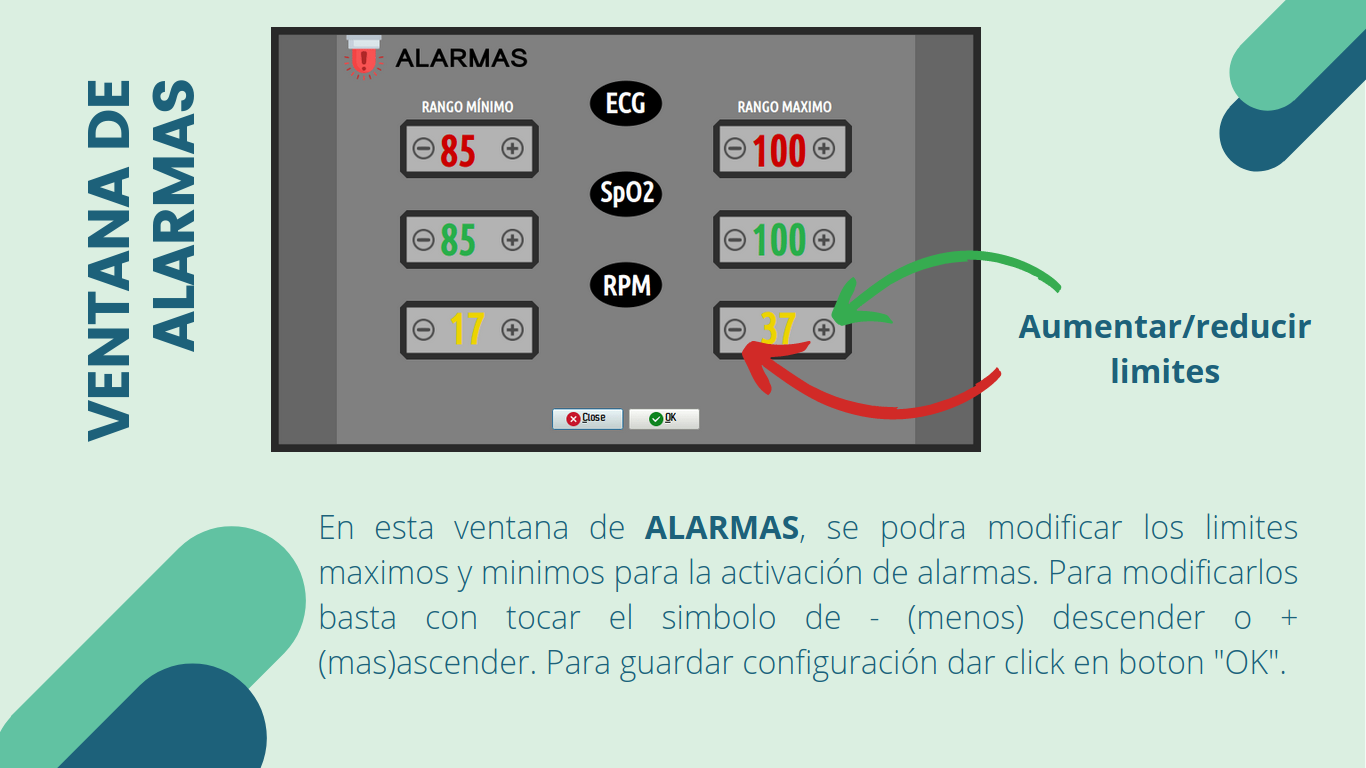 VENTANA DE
ALARMAS
ALARMAS
RANGO MÍNIMO
ECG
RANGO MAXIMO
85
100
SpO2
85
100
RPM
17
37
Close
OK
Aumentar/reducir
limites
En esta ventana de ALARMAS, se podra modificar los limites
maximos y minimos para la activación de alarmas. Para modificarlos
basta con tocar el simbolo de - (menos) descender o +
(mas)ascender. Para guardar configuración dar click en boton "OK".